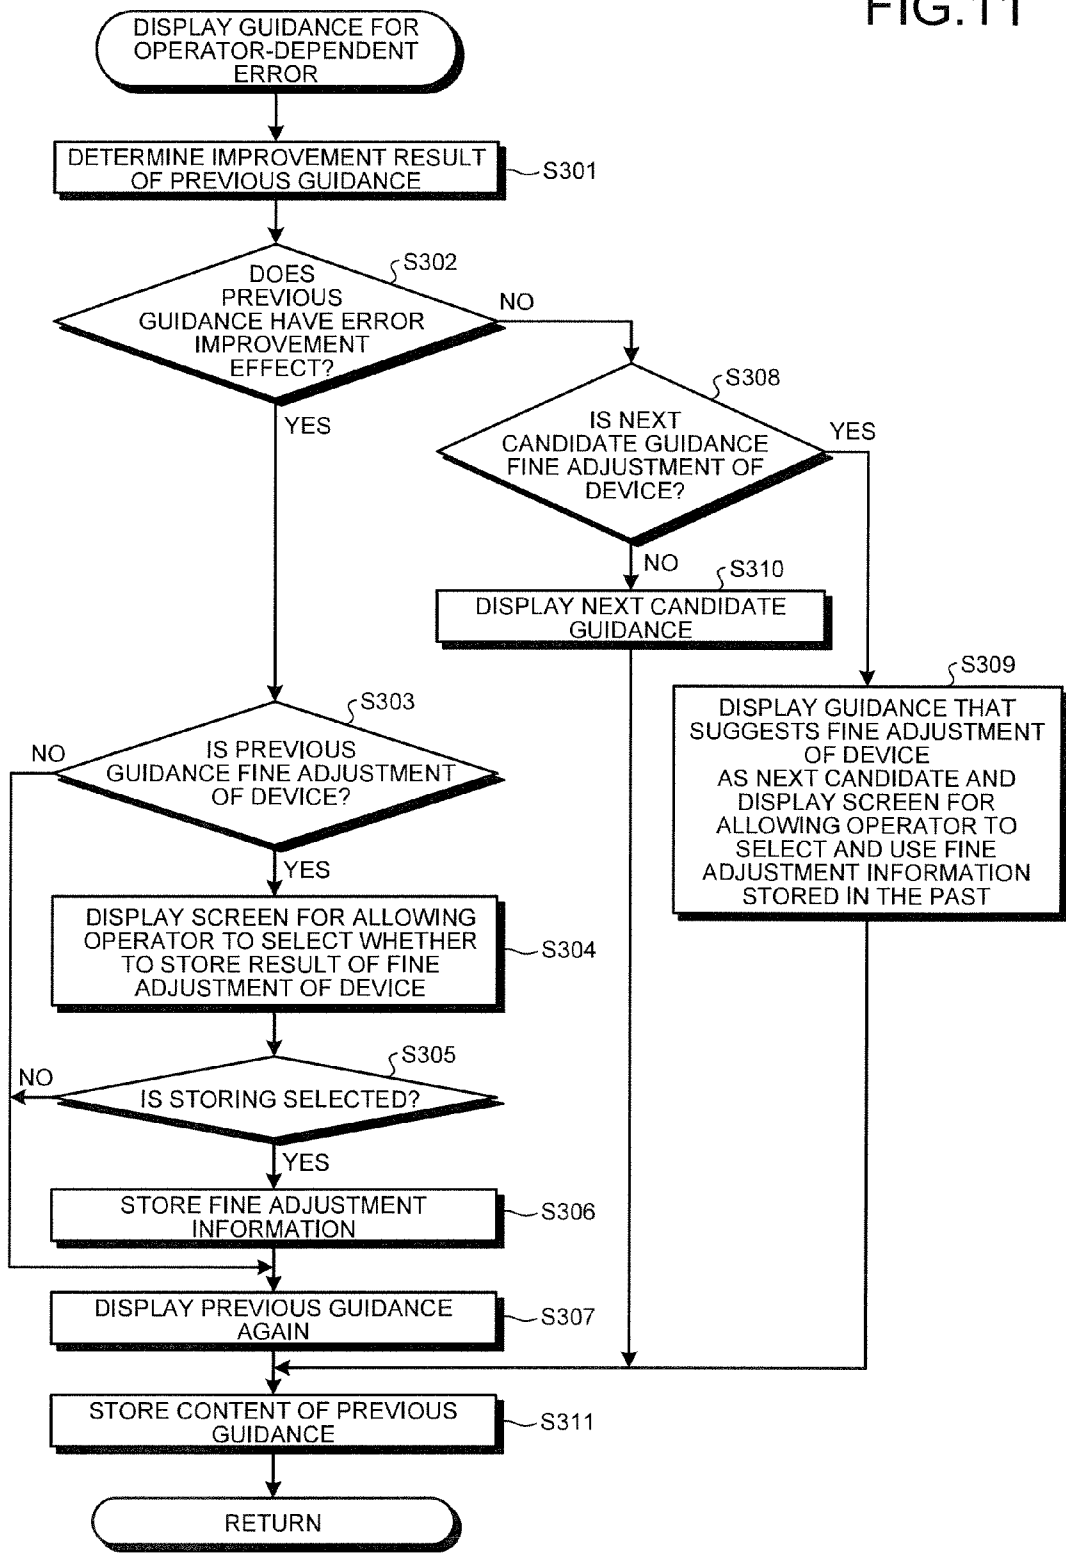 FIG.11
DISPLAY GUIDANCE FOR
OPERATOR-DEPENDENT
ERROR
DETERMINE IMPROVEMENT RESULT
OF PREVIOUS GUIDANCE
S301
DOES
PREVIOUS
GUIDANCE HAVE ERROR
IMPROVEMENT
EFFECT?
S302
NO
YES
IS NEXT
CANDIDATE GUIDANCE
FINE ADJUSTMENT OF
DEVICE?
S308
YES
NO
DISPLAY NEXT CANDIDATE
GUIDANCE
S310
DISPLAY GUIDANCE THAT
SUGGESTS FINE ADJUSTMENT
OF DEVICE
AS NEXT CANDIDATE AND
DISPLAY SCREEN FOR
ALLOWING OPERATOR TO
SELECT AND USE FINE
ADJUSTMENT INFORMATION
STORED IN THE PAST
S309
IS PREVIOUS
GUIDANCE FINE ADJUSTMENT
OF DEVICE?
S303
NO
YES
DISPLAY SCREEN FOR ALLOWING
OPERATOR TO SELECT WHETHER
TO STORE RESULT OF FINE
ADJUSTMENT OF DEVICE
S304
IS STORING SELECTED?
S305
NO
YES
STORE FINE ADJUSTMENT
INFORMATION
S306
DISPLAY PREVIOUS GUIDANCE
AGAIN
S307
STORE CONTENT OF PREVIOUS
GUIDANCE
S311
RETURN